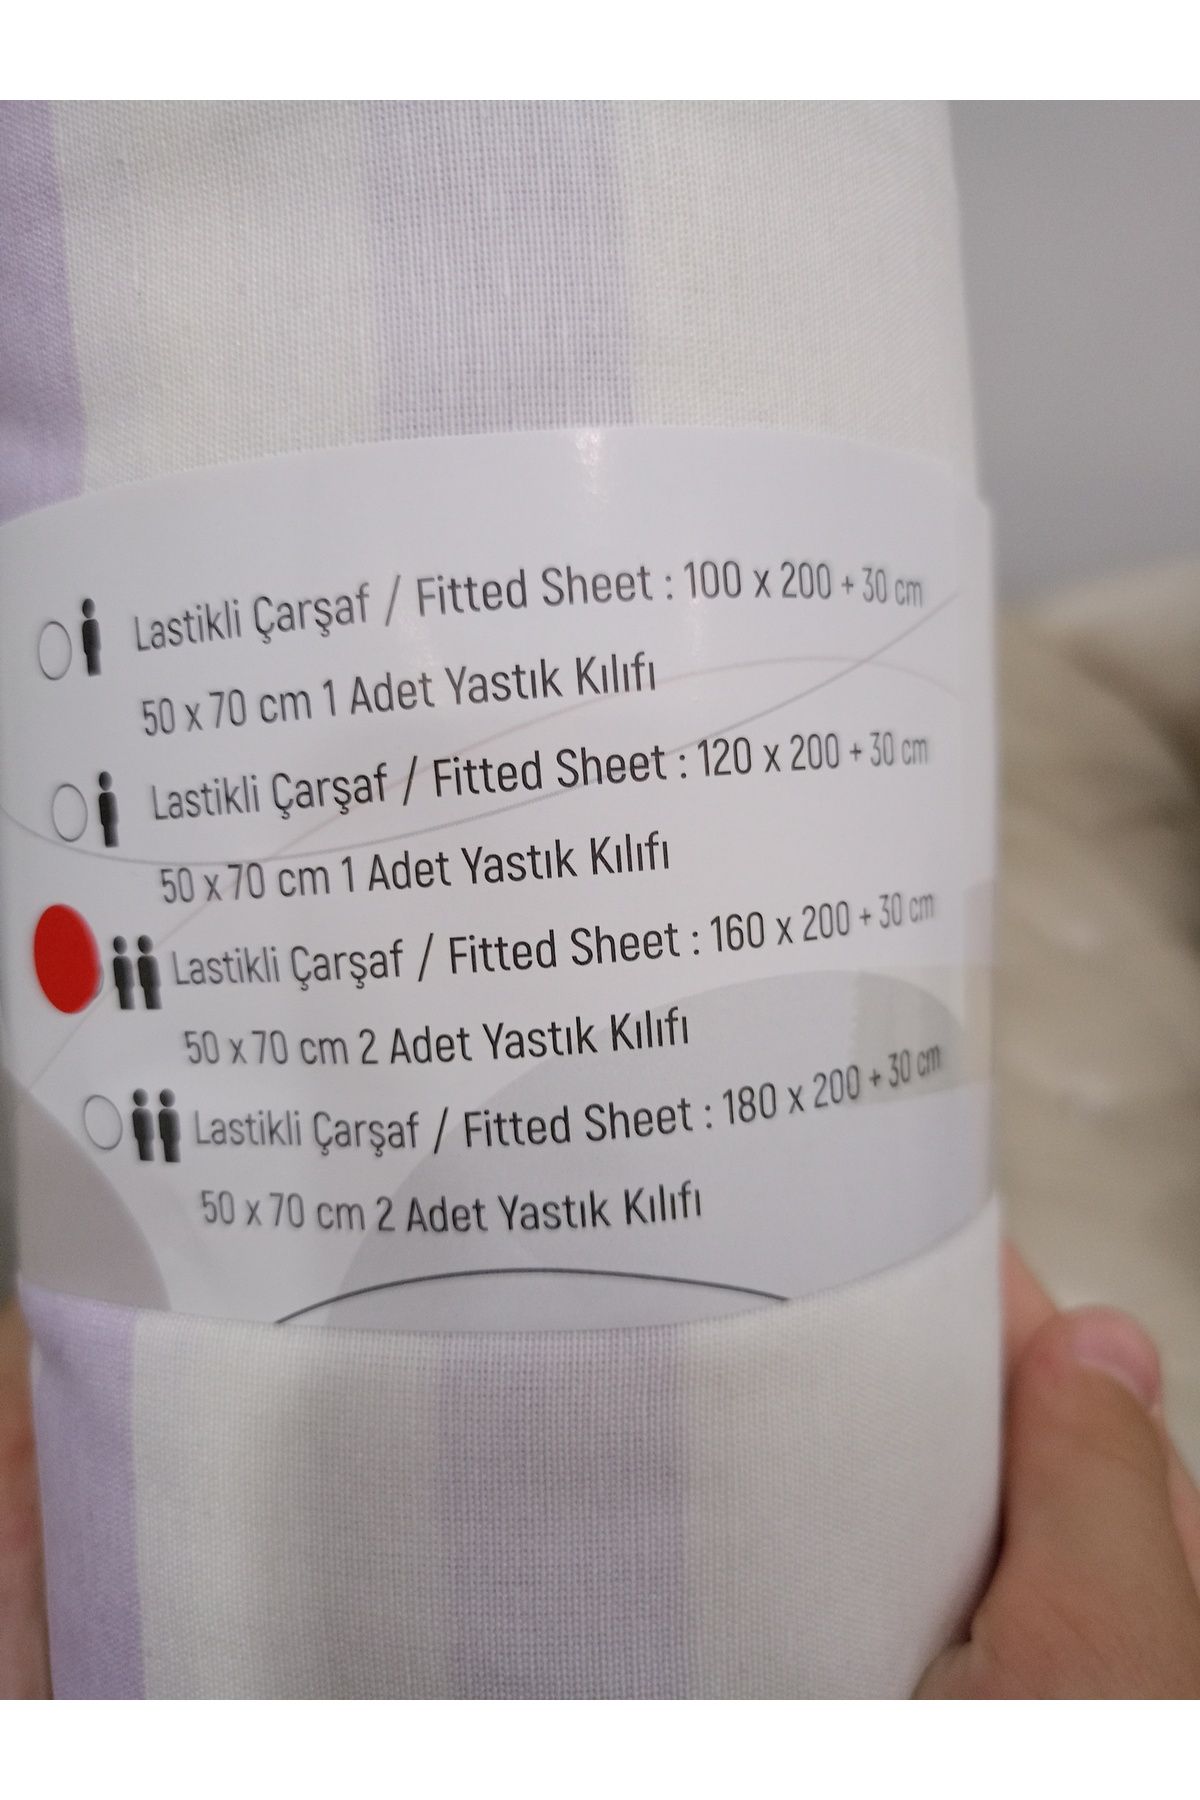 Lastikli Çarşaf / Fitted Sheet : 100 x 200 + 30 cm
50 x 70 cm 1 Adet Yastık Kılıfı
Lastikli Çarşaf / Fitted Sheet : 120 x 200 + 30 cm
50 x 70 cm 1 Adet Yastık Kılıfı
Lastikli Çarşaf / Fitted Sheet : 160 x 200 + 30 cm
50 x 70 cm 2 Adet Yastık Kılıfı
Lastikli Çarşaf / Fitted Sheet : 180 x 200 + 30 cm
50 x 70 cm 2 Adet Yastık Kılıfı